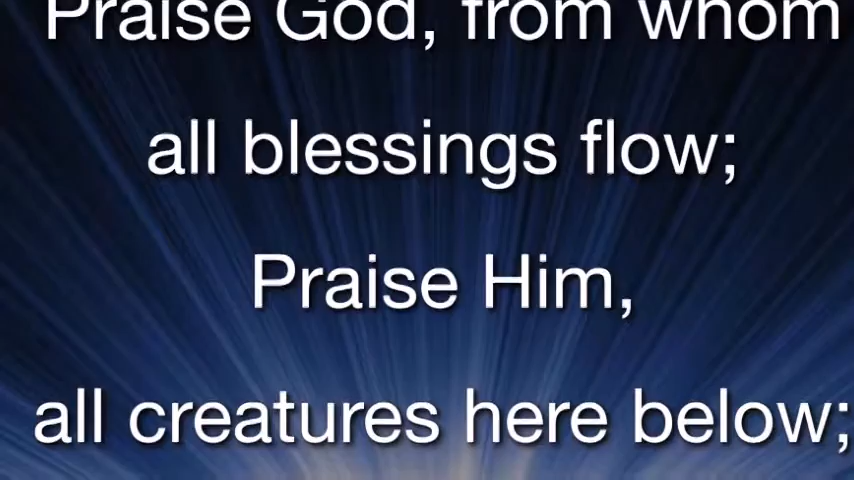 Praise God, from whom
all blessings flow;
Praise Him,
all creatures here below;